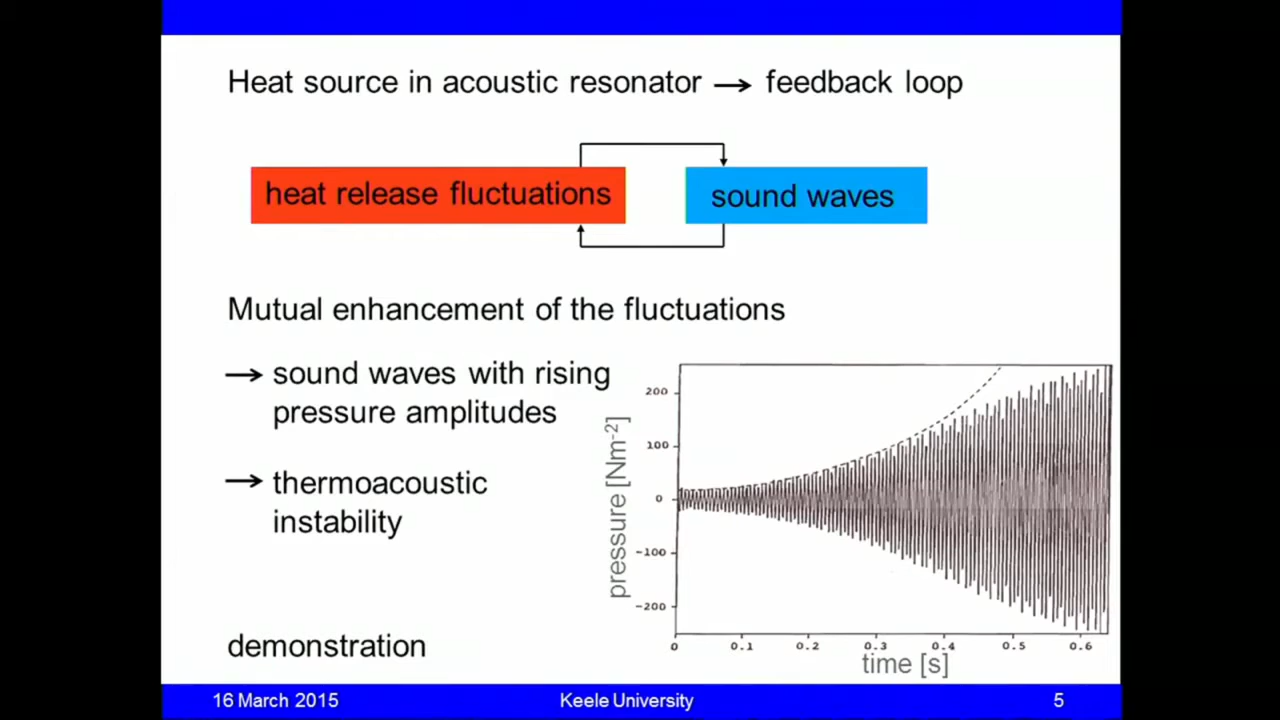 Heat source in acoustic resonator → feedback loop
heat release fluctuations
sound waves
Mutual enhancement of the fluctuations
→ sound waves with rising
pressure amplitudes
→ thermoacoustic
instability
demonstration
pressure [Nm-2]
200
100
0
-100
-200
0 0.1 0.2 0.3 0.4 0.5 0.6
time [s]
16 March 2015
Keele University
5